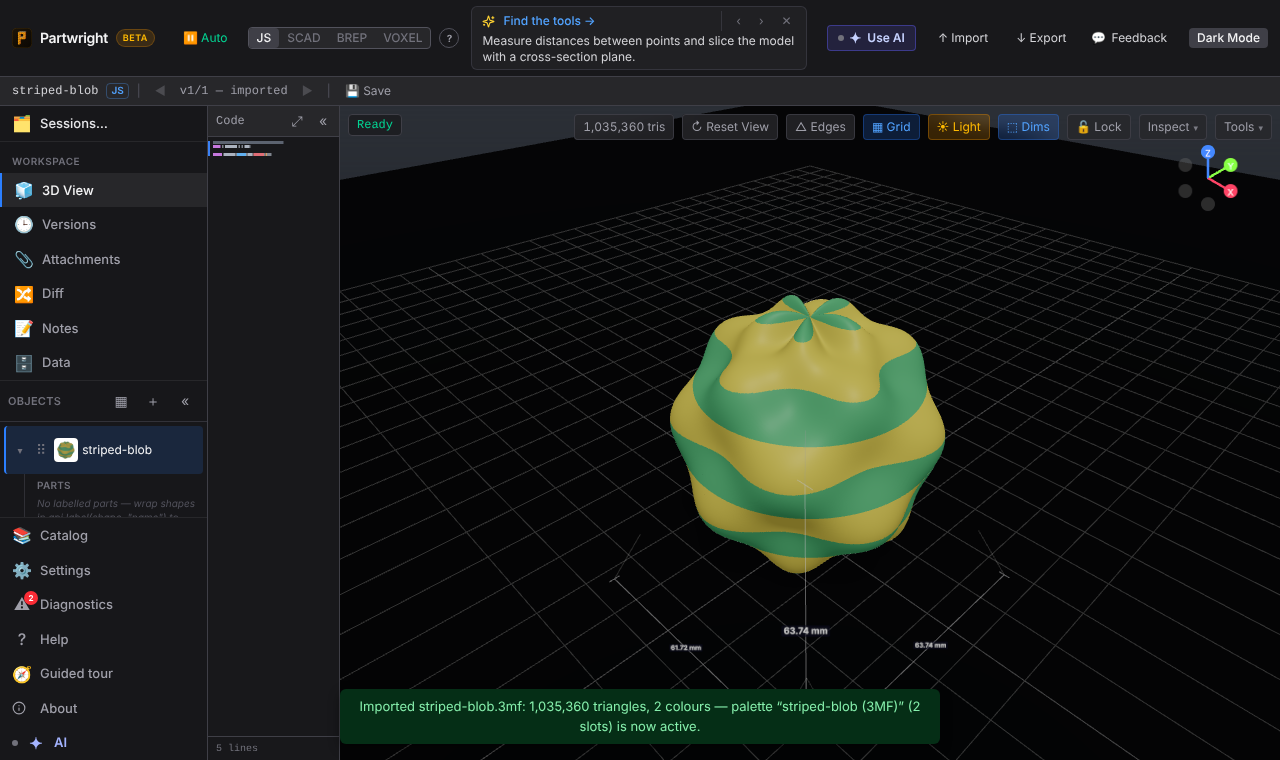 Partwright BETA
Auto
JS SCAD BREP VOXEL ?
Find the tools →
Measure distances between points and slice the model
with a cross-section plane.
Use AI
↑ Import
↓ Export
Feedback
Dark Mode
striped-blob JS
v1/1 — imported
Save
Sessions...
WORKSPACE
3D View
Versions
Attachments
Diff
Notes
Data
OBJECTS
striped-blob
PARTS
No labelled parts — wrap shapes
Catalog
Settings
Diagnostics 2
Help
Guided tour
About
AI
Code
5 lines
Ready
1,035,360 tris
Reset View
Edges
Grid
Light
Dims
Lock
Inspect
Tools
Z
Y
X
61.72 mm
63.74 mm
63.74 mm
Imported striped-blob.3mf: 1,035,360 triangles, 2 colours — palette “striped-blob (3MF)” (2
slots) is now active.